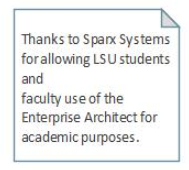 Thanks to Sparx Systems
for allowing LSU students
and
faculty use of the
Enterprise Architect for
academic purposes.